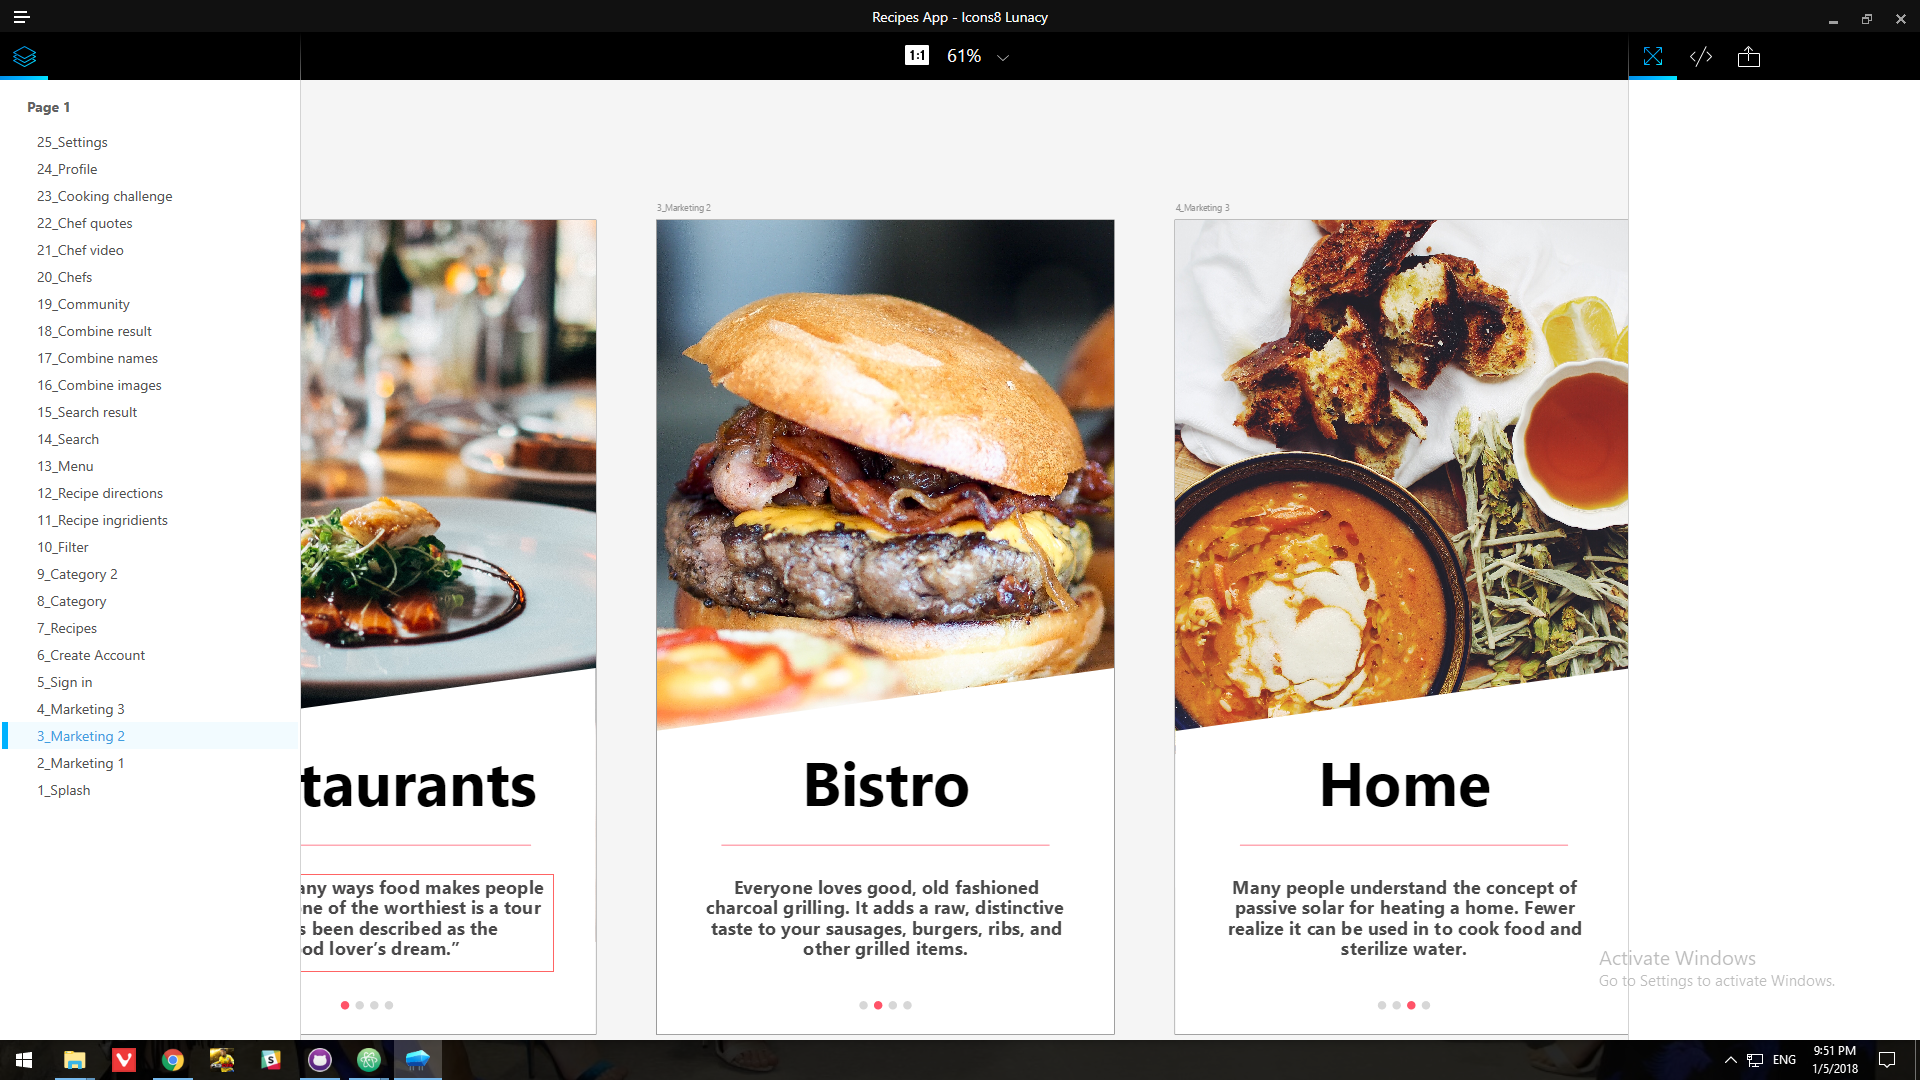 Recipes App - Icons8 Lunacy
1:1
61%
Page 1
25_Settings
24_Profile
23_Cooking challenge
22_Chef quotes
21_Chef video
20_Chefs
19_Community
18_Combine result
17_Combine names
16_Combine images
15_Search result
14_Search
13_Menu
12_Recipe directions
11_Recipe ingridients
10_Filter
9_Category 2
8_Category
7_Recipes
6_Create Account
5_Sign in
4_Marketing 3
3_Marketing 2
2_Marketing 1
1_Splash
taurants
any ways food makes people
ne of the worthiest is a tour
s been described as the
od lover’s dream.”
3_Marketing 2
Bistro
Everyone loves good, old fashioned
charcoal grilling. It adds a raw, distinctive
taste to your sausages, burgers, ribs, and
other grilled items.
4_Marketing 3
Home
Many people understand the concept of
passive solar for heating a home. Fewer
realize it can be used in to cook food and
sterilize water.
Activate Windows
Go to Settings to activate Windows.
ENG
9:51 PM
1/5/2018